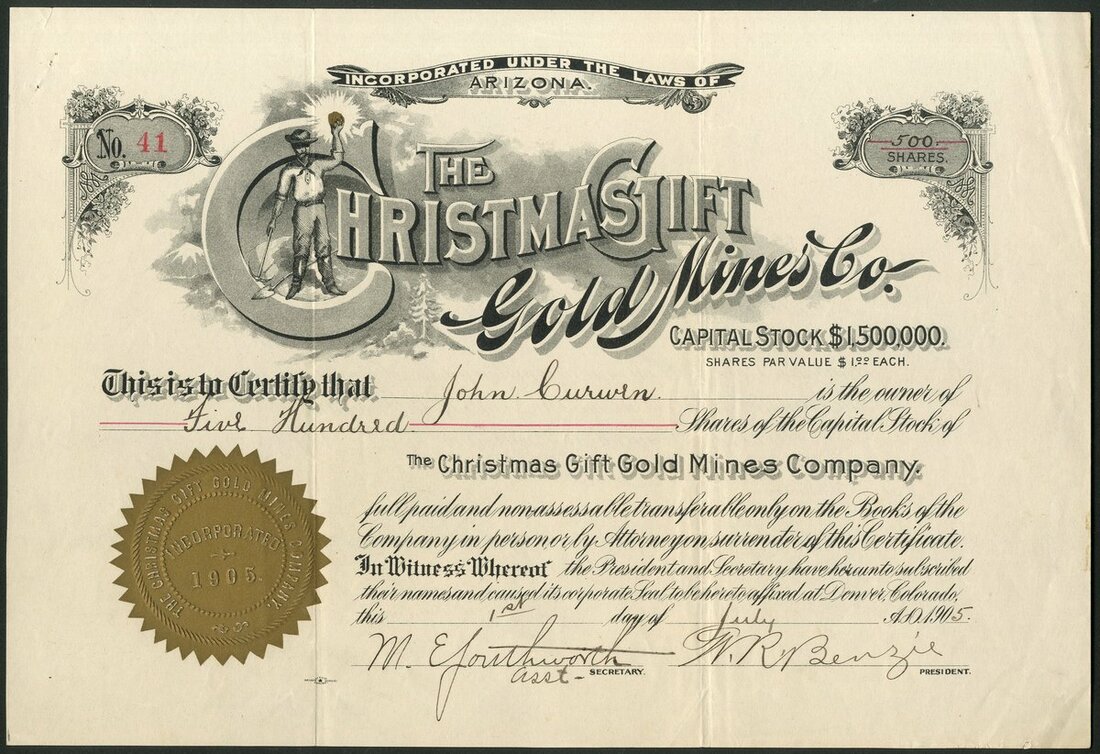 INCORPORATED UNDER THE LAWS OF
ARIZONA.
No. 41
500.
SHARES.
THE
CHRISTMAS GIFT
Gold Mines Co.
CAPITAL STOCK $1,500,000.
SHARES PAR VALUE $1.00 EACH.
This is to Certify that John Curwen. is the owner of
Five Hundred Shares of the Capital Stock of
The Christmas Gift Gold Mines Company.
full paid and nonassessable transferable only on the Books of the
Company in person or by Attorney on surrender of this Certificate.
In Witness Whereof the President and Secretary have hereunto subscribed
their names and caused its corporate Seal to be hereto affixed at Denver, Colorado,
this 1st day of July A.D. 1905.
M. E. Southworth
asst- SECRETARY.
W. R. Benzie
PRESIDENT.
THE CHRISTMAS GIFT GOLD MINES COMPANY.
INCORPORATED
1905.